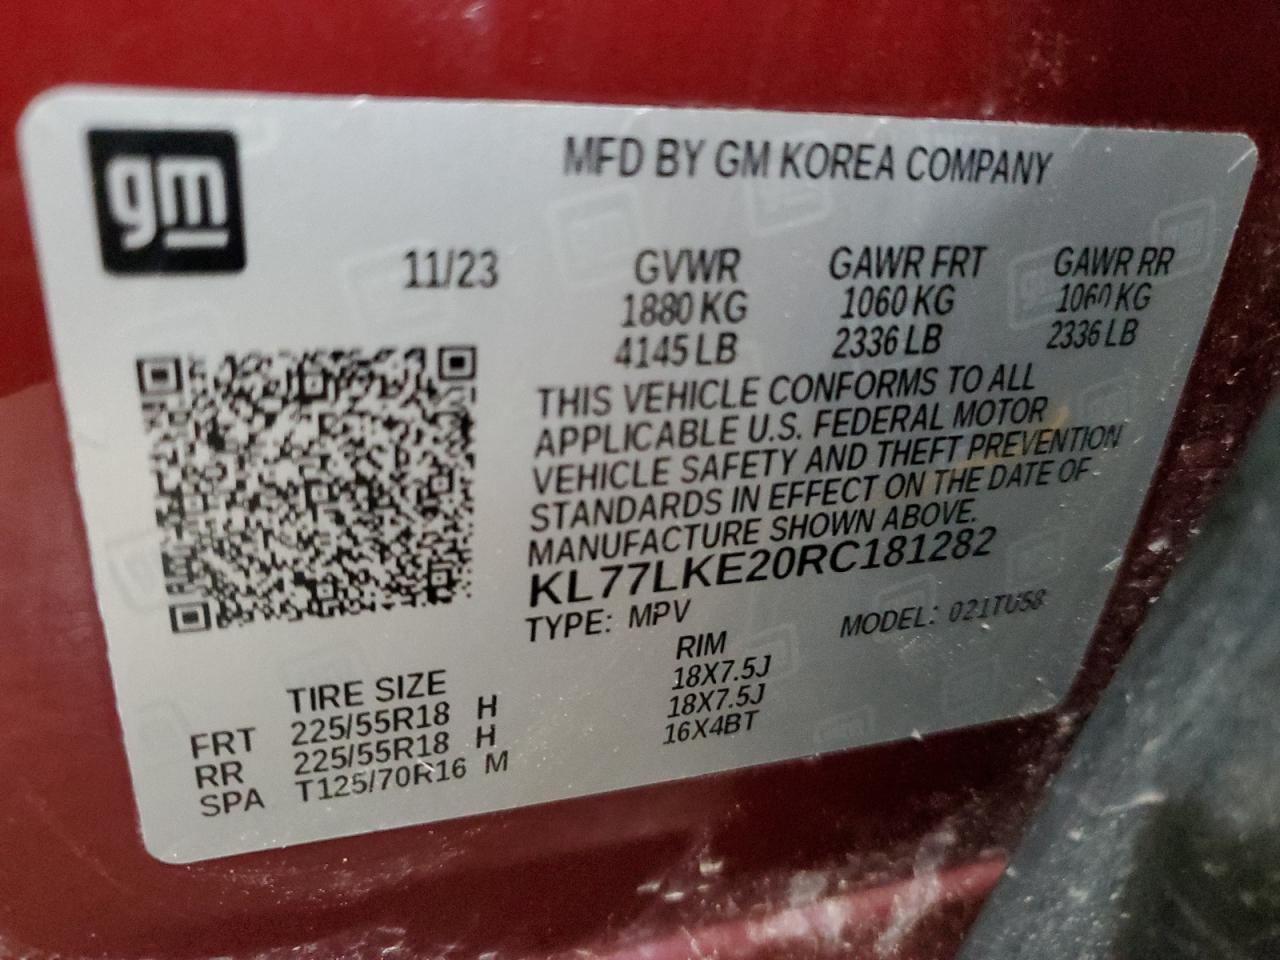 gm
MFD BY GM KOREA COMPANY
11/23 GVWR GAWR FRT GAWR RR
1880 KG 1060 KG 1060 KG
4145 LB 2336 LB 2336 LB
THIS VEHICLE CONFORMS TO ALL
APPLICABLE U.S. FEDERAL MOTOR
VEHICLE SAFETY AND THEFT PREVENTION
STANDARDS IN EFFECT ON THE DATE OF
MANUFACTURE SHOWN ABOVE.
KL77LKE20RC181282
TYPE: MPV MODEL: 021TU58
TIRE SIZE RIM
FRT 225/55R18 H 18X7.5J
RR 225/55R18 H 18X7.5J
SPA T125/70R16 M 16X4BT